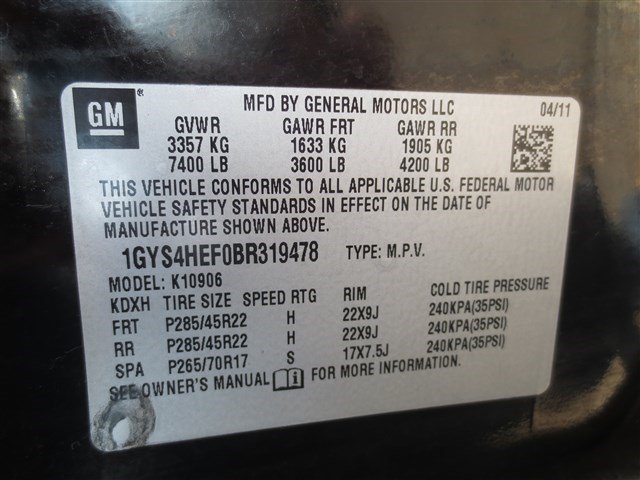 GM ® MFD BY GENERAL MOTORS LLC 04/11
GVWR GAWR FRT GAWR RR
3357 KG 1633 KG 1905 KG
7400 LB 3600 LB 4200 LB
THIS VEHICLE CONFORMS TO ALL APPLICABLE U.S. FEDERAL MOTOR
VEHICLE SAFETY STANDARDS IN EFFECT ON THE DATE OF
MANUFACTURE SHOWN ABOVE.
1GYS4HEF0BR319478 TYPE: M.P.V.
MODEL: K10906
KDXH TIRE SIZE SPEED RTG RIM COLD TIRE PRESSURE
FRT P285/45R22 H 22X9J 240KPA(35PSI)
RR P285/45R22 H 22X9J 240KPA(35PSI)
SPA P265/70R17 S 17X7.5J 240KPA(35PSI)
SEE OWNER'S MANUAL i FOR MORE INFORMATION.